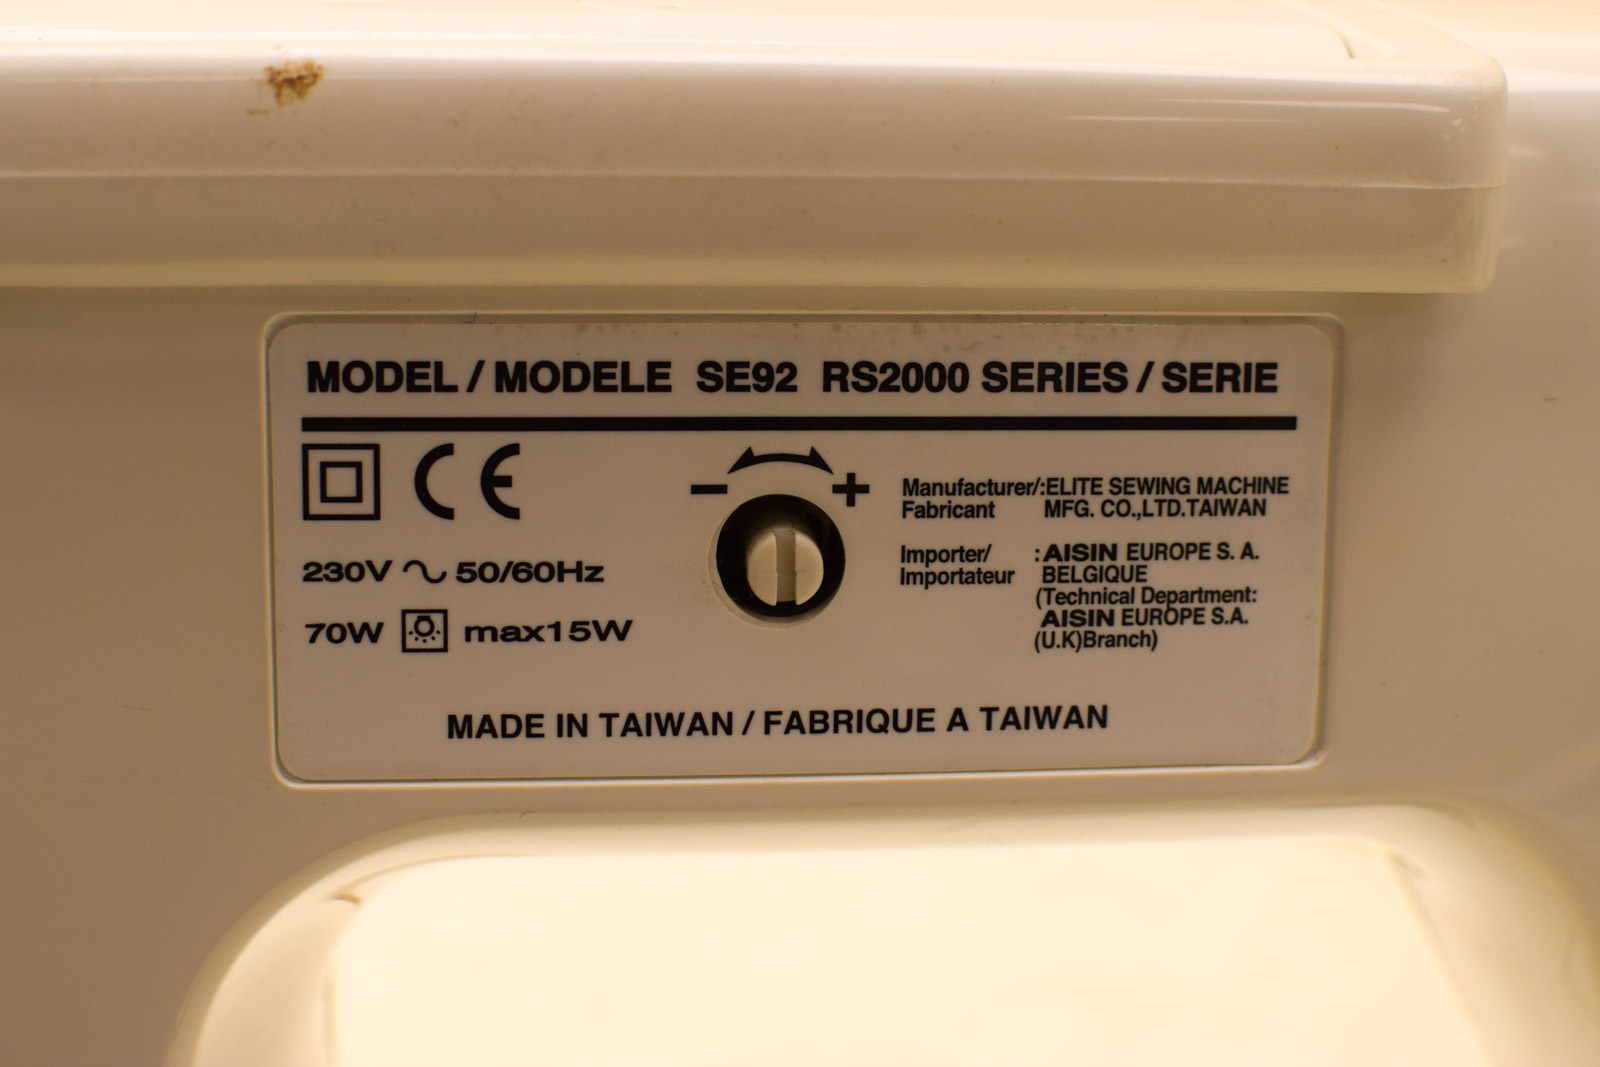 MODEL / MODELE SE92 RS2000 SERIES / SERIE
CE
230V ∿ 50/60Hz
70W max15W
− +
Manufacturer/:ELITE SEWING MACHINE
Fabricant MFG. CO.,LTD.TAIWAN
Importer/ :AISIN EUROPE S. A.
Importateur BELGIQUE
(Technical Department:
AISIN EUROPE S.A.
(U.K)Branch)
MADE IN TAIWAN / FABRIQUE A TAIWAN